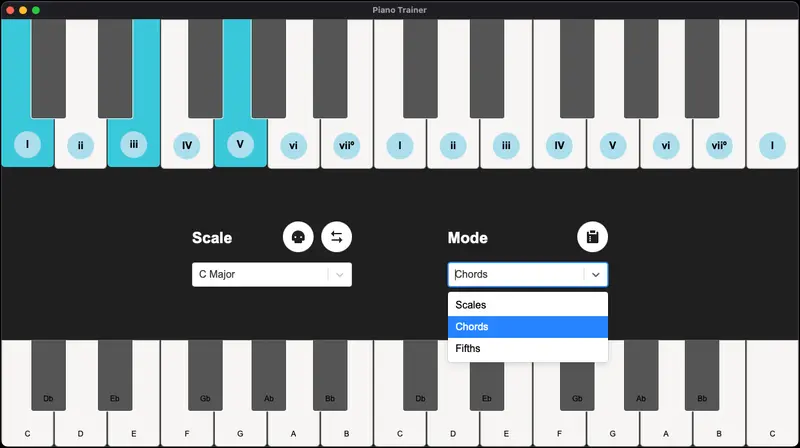 Piano Trainer
I ii iii IV V vi vii° I ii iii IV V vi vii° I
Scale
Mode
C Major
Chords
Scales
Chords
Fifths
Db Eb Gb Ab Bb Db Eb Gb Ab Bb
C D E F G A B C D E F G A B C